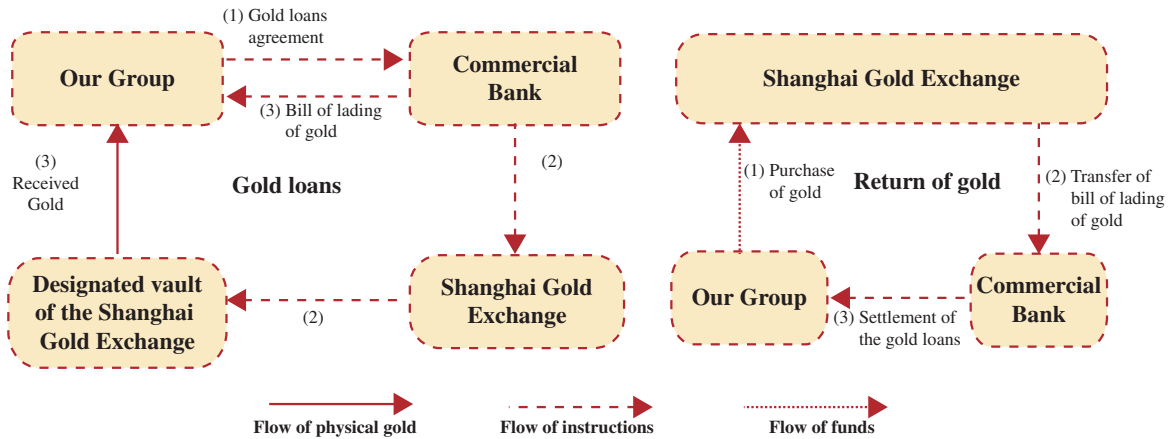 (1) Gold loans
agreement
Our Group
Commercial
Bank
(3) Bill of lading
of gold
(3)
Received
Gold
Gold loans
(2)
Designated vault
of the Shanghai
Gold Exchange
(2)
Shanghai Gold
Exchange
Shanghai Gold Exchange
(1) Purchase
of gold
Return of gold
(2) Transfer of
bill of lading
of gold
Our Group
(3) Settlement of
the gold loans
Commercial
Bank
Flow of physical gold
Flow of instructions
Flow of funds